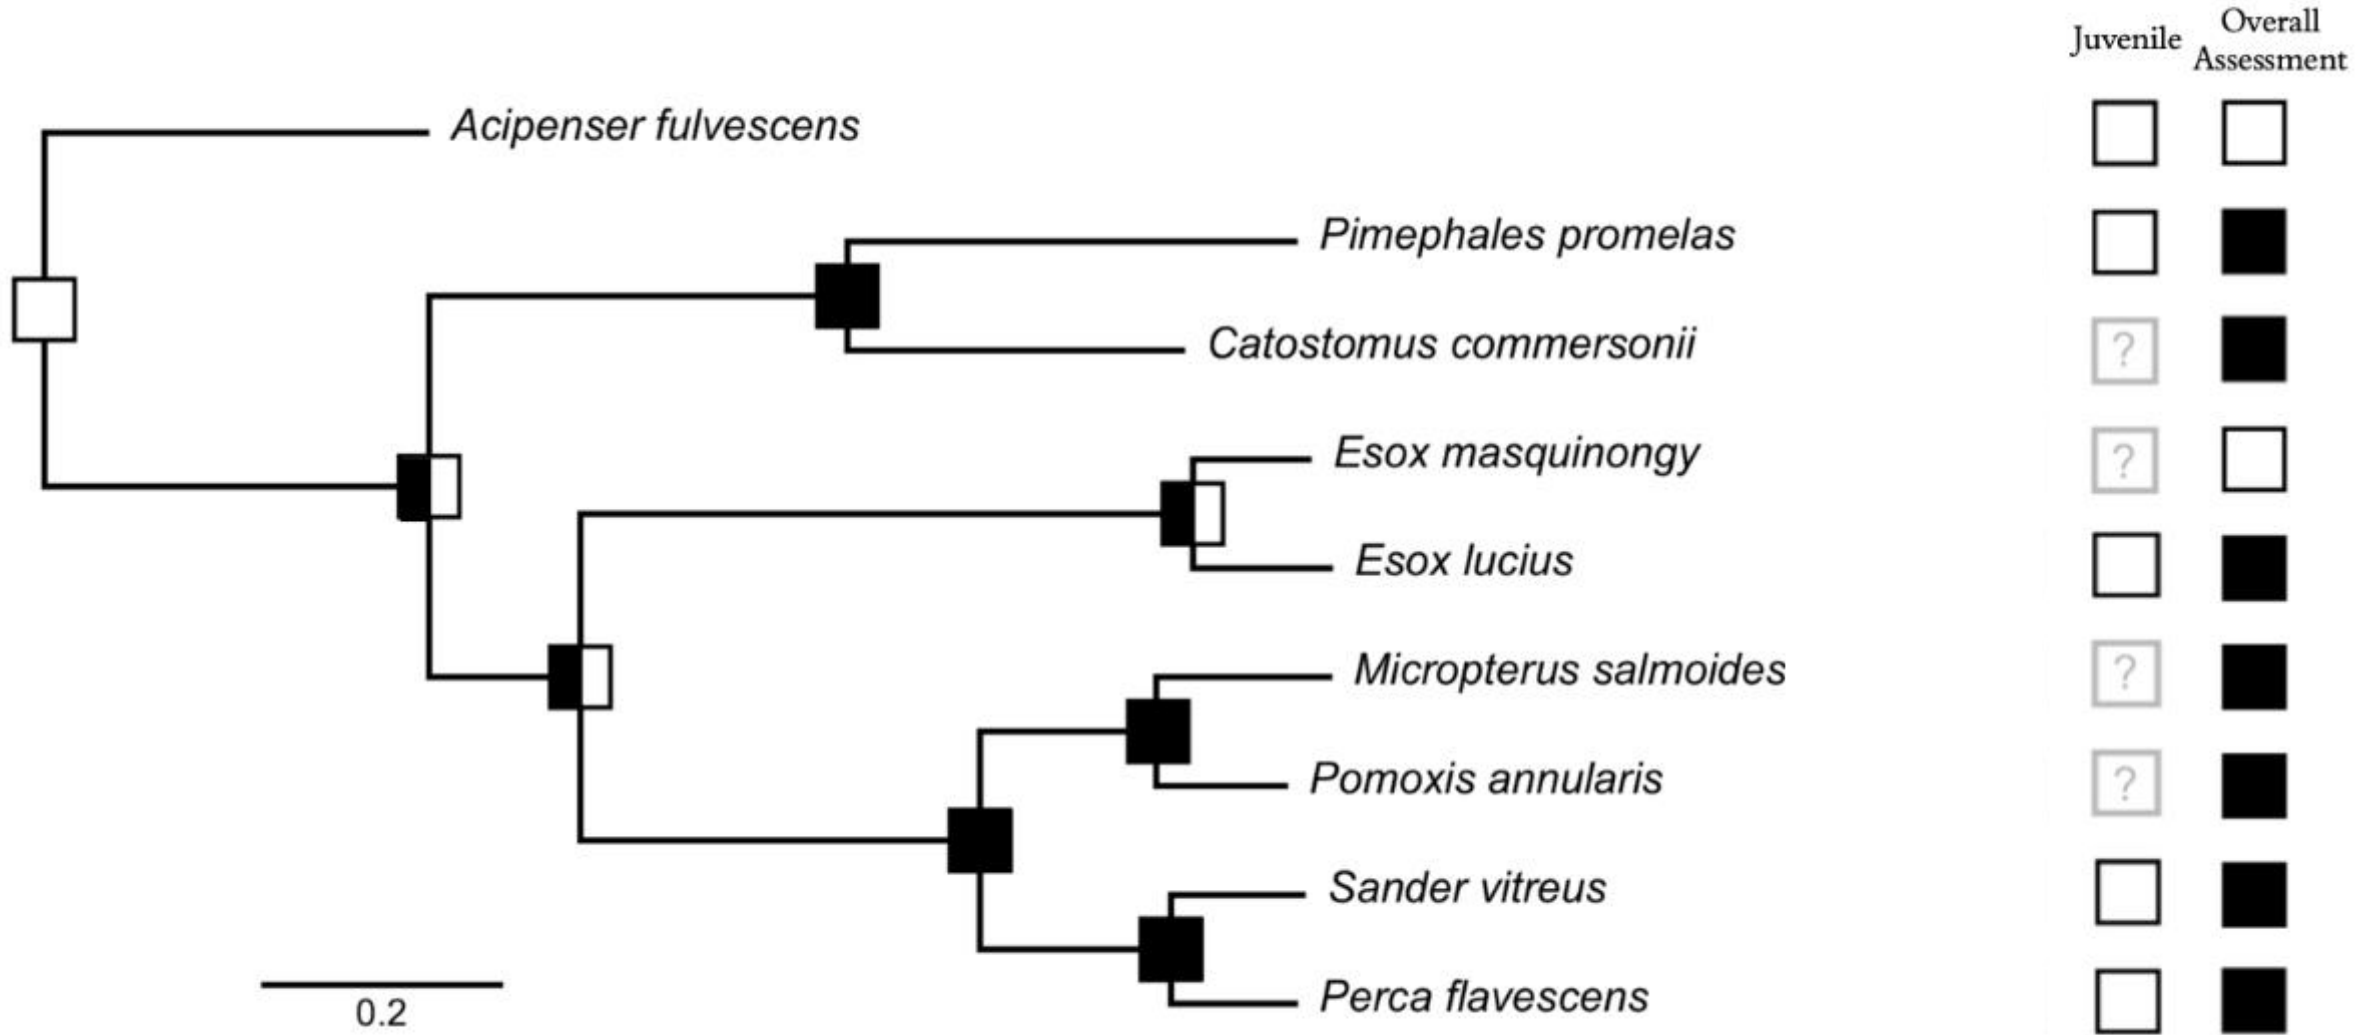 Juvenile
Overall
Assessment
Acipenser fulvescens
Pimephales promelas
Catostomus commersonii
?
Esox masquinongy
?
Esox lucius
Micropterus salmoides
?
Pomoxis annularis
?
Sander vitreus
Perca flavescens
0.2